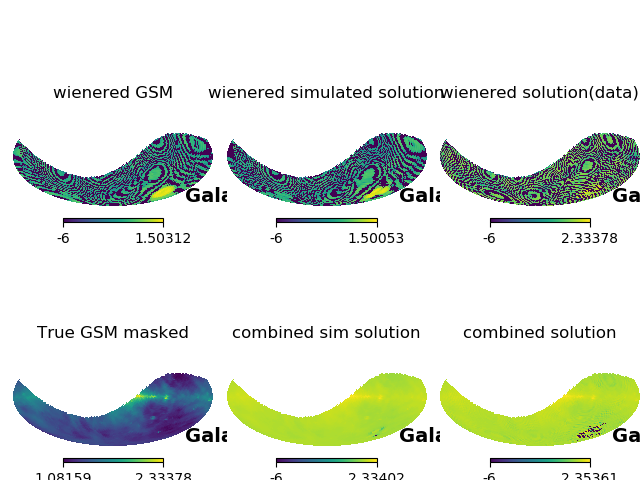 wienered GSM
wienered simulated solution
wienered solution(data)
Gala
Gala
Ga
-6 1.50312
-6 1.50053
-6 2.33378
True GSM masked
combined sim solution
combined solution
Gala
Gala
Ga
1.08159 2.33378
-6 2.33402
-6 2.35361